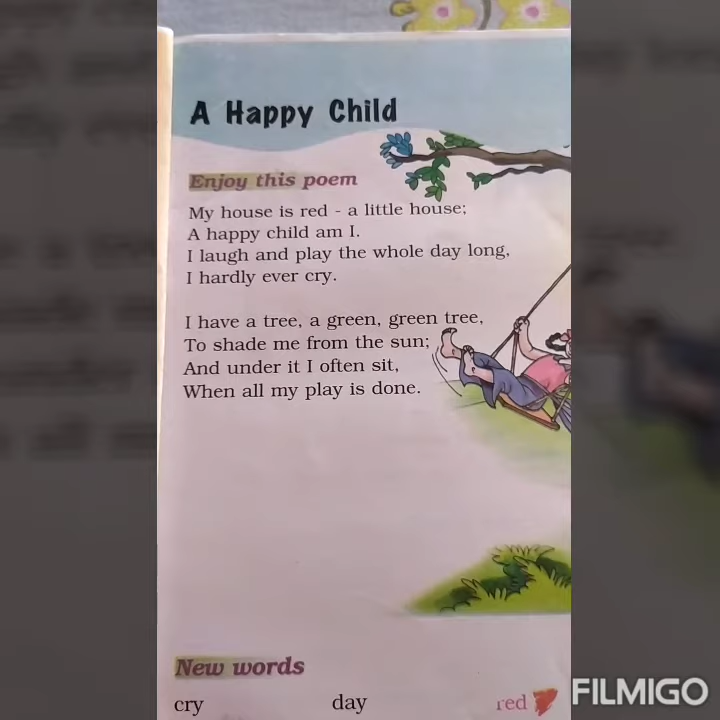 A Happy Child
Enjoy this poem
My house is red - a little house;
A happy child am I.
I laugh and play the whole day long,
I hardly ever cry.
I have a tree, a green, green tree,
To shade me from the sun;
And under it I often sit,
When all my play is done.
New words
cry day red
FILMIGO